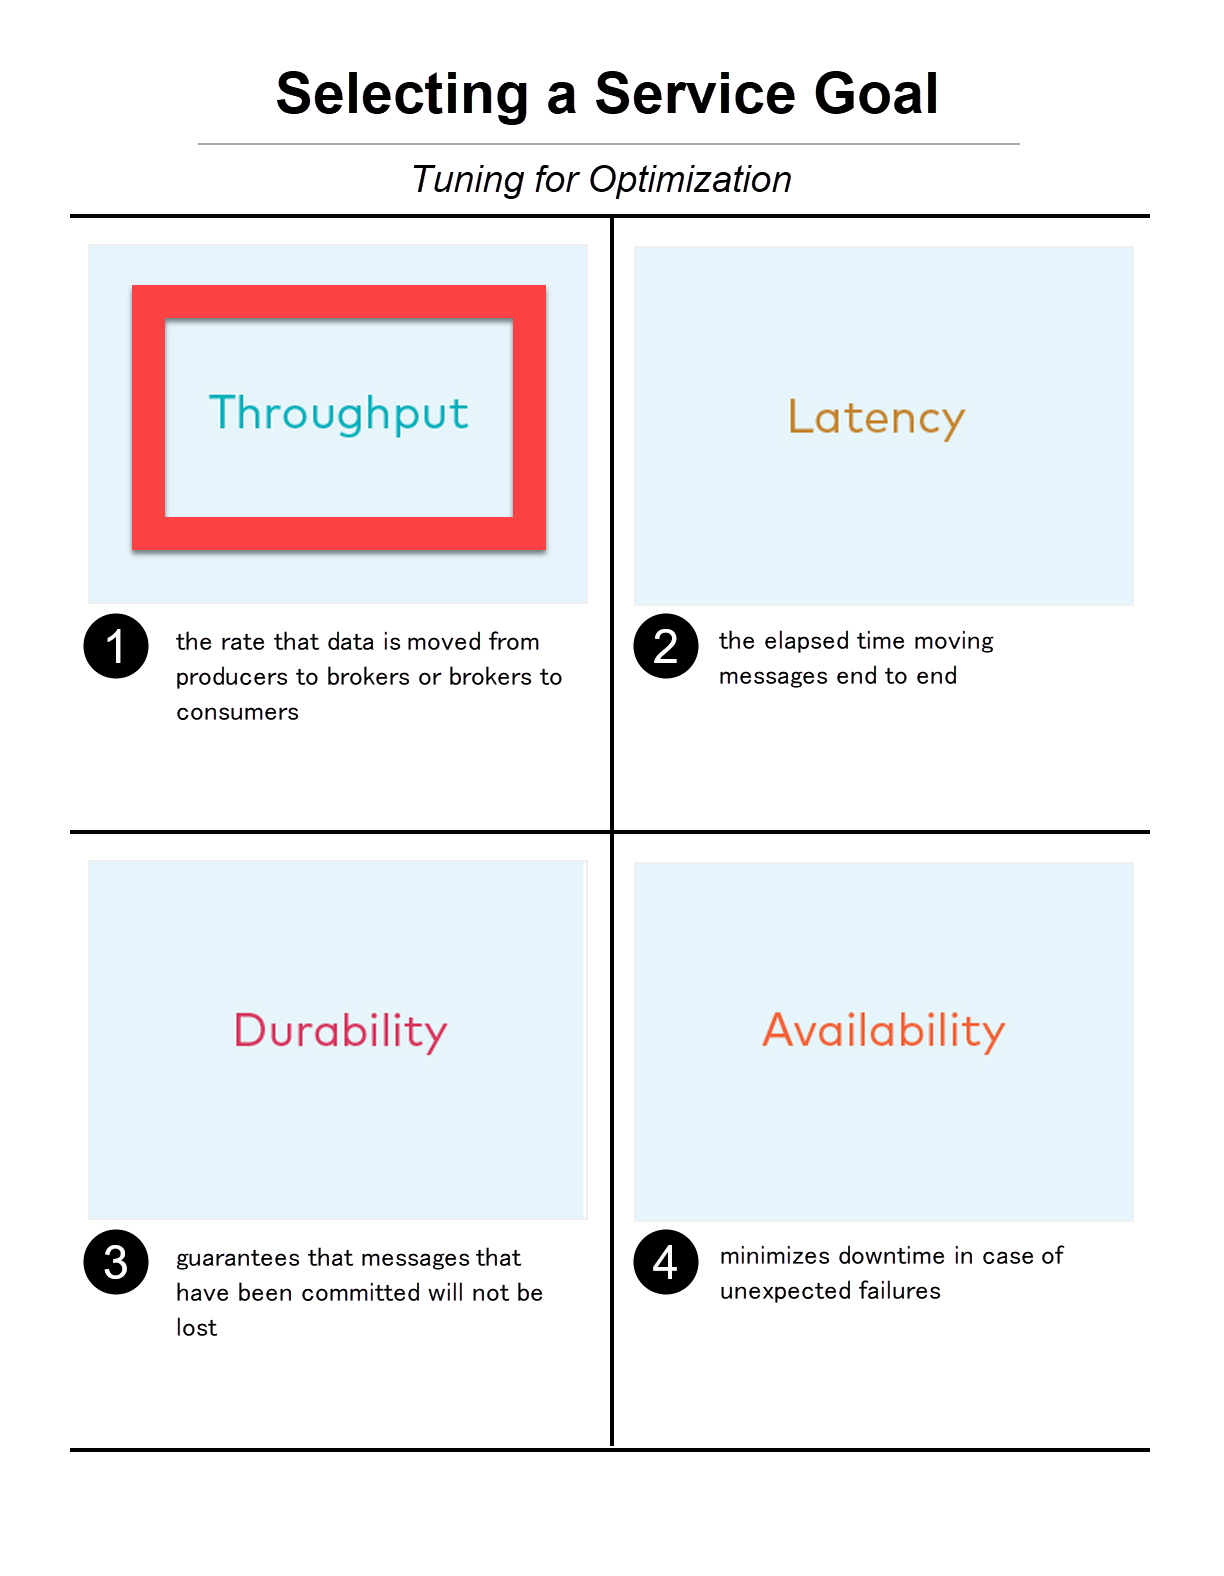 Selecting a Service Goal
Tuning for Optimization
Throughput
Latency
1
the rate that data is moved from
producers to brokers or brokers to
consumers
2
the elapsed time moving
messages end to end
Durability
Availability
3
guarantees that messages that
have been committed will not be
lost
4
minimizes downtime in case of
unexpected failures